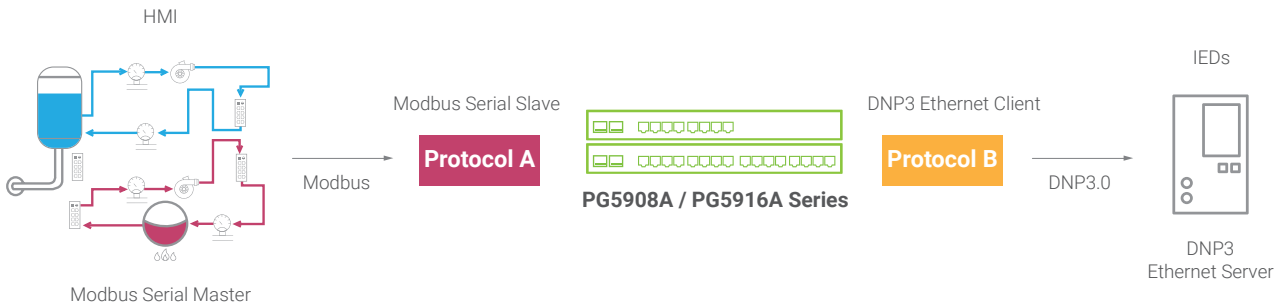 HMI
Modbus Serial Master
Modbus
Modbus Serial Slave
Protocol A
PG5908A / PG5916A Series
DNP3 Ethernet Client
Protocol B
DNP3.0
IEDs
DNP3
Ethernet Server